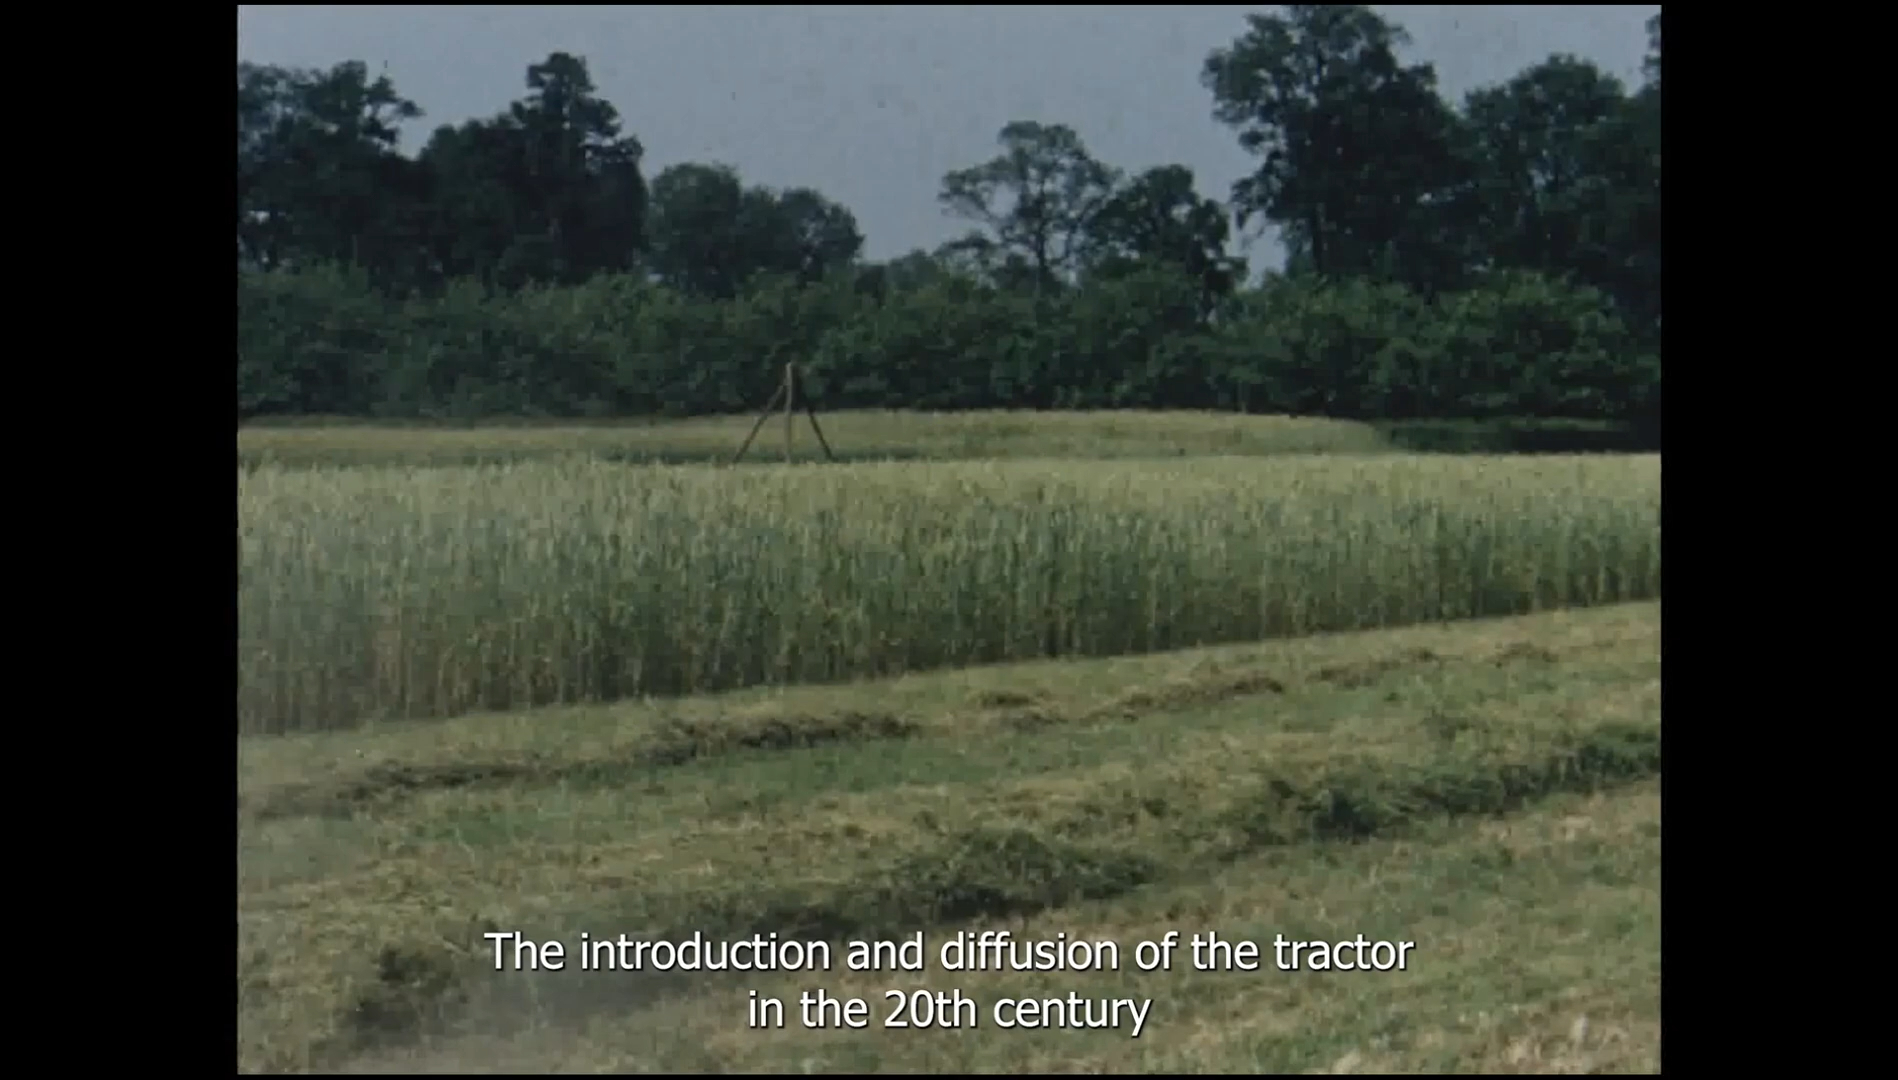 The introduction and diffusion of the tractor
in the 20th century